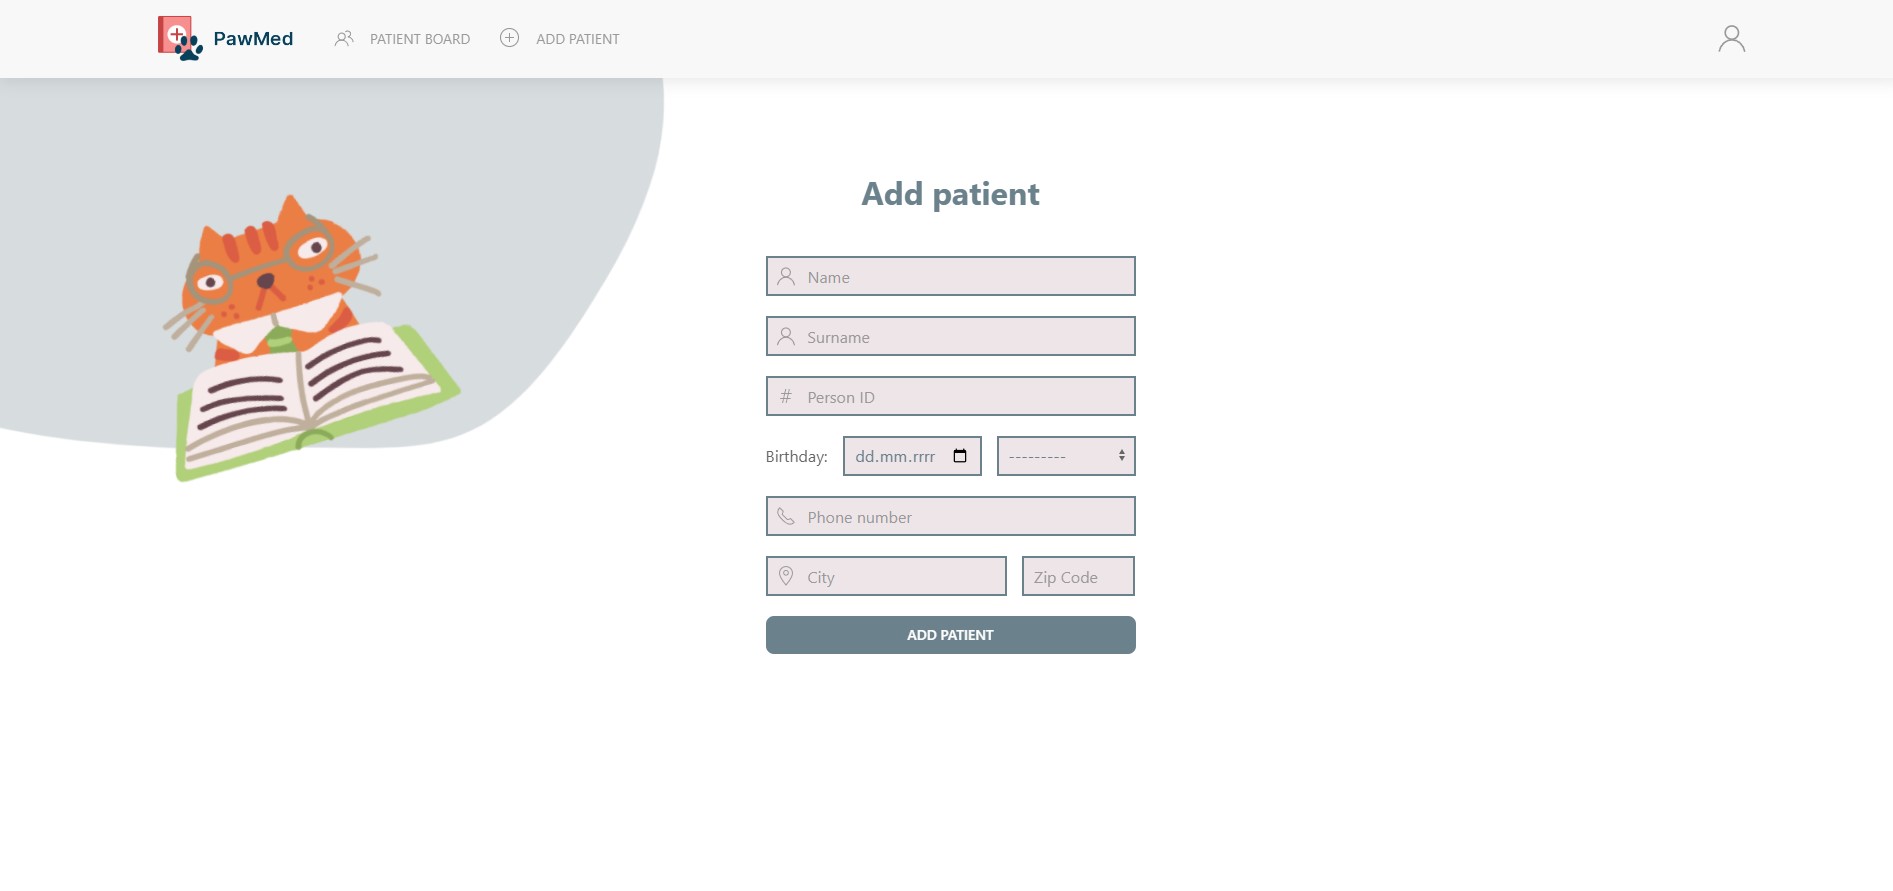 PawMed PATIENT BOARD ADD PATIENT
Add patient
Name
Surname
# Person ID
Birthday: dd.mm.rrrr ---------
Phone number
City Zip Code
ADD PATIENT